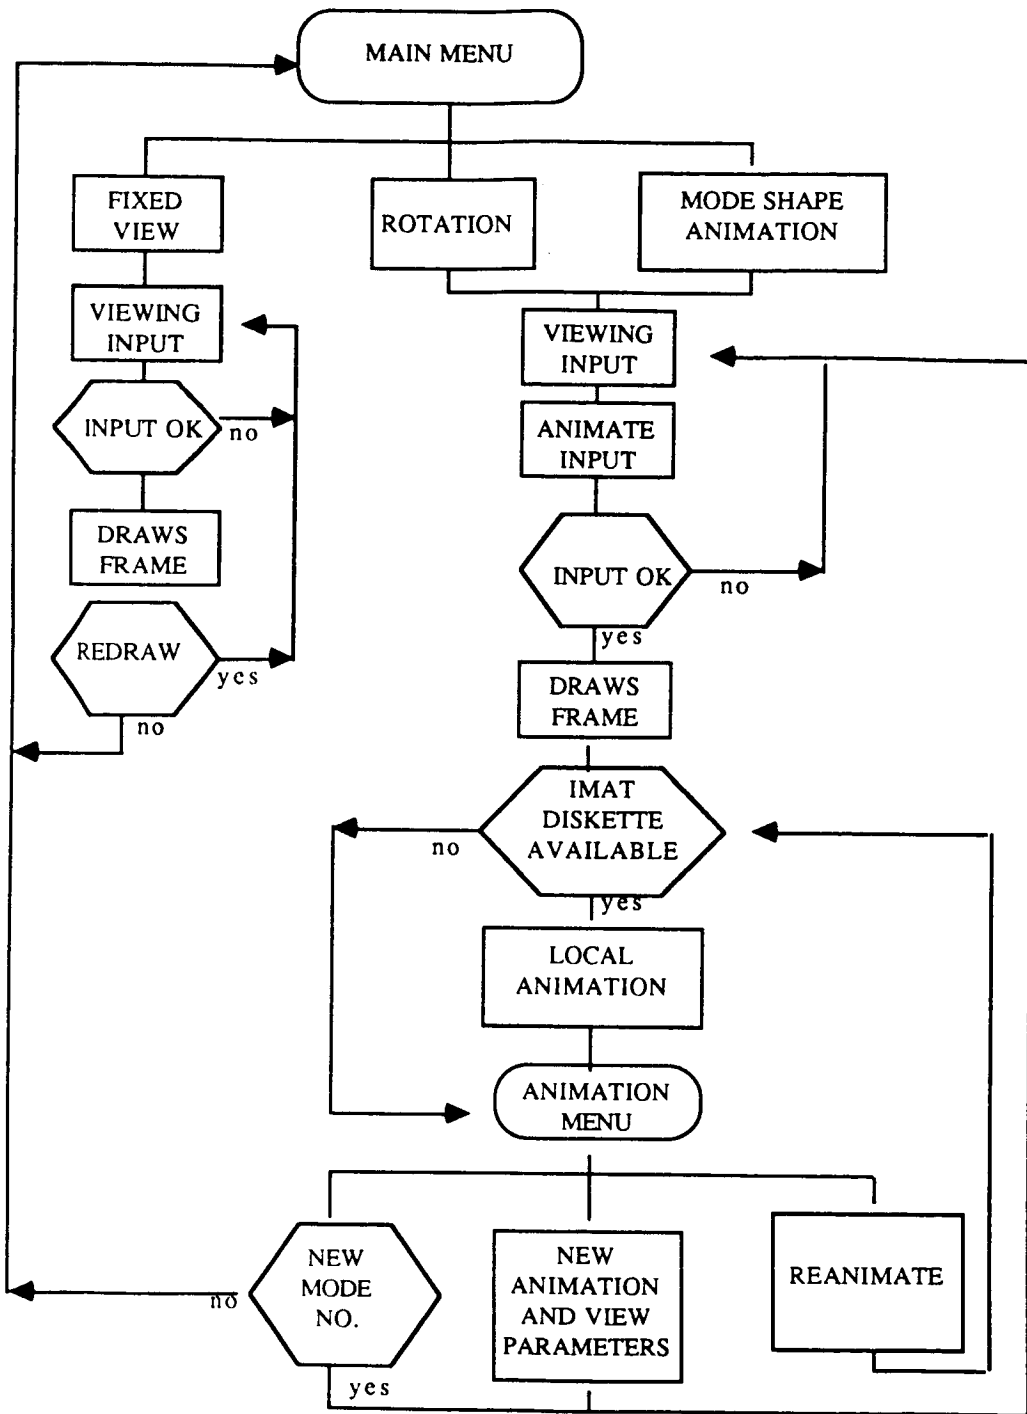 MAIN MENU
FIXED
VIEW
ROTATION
MODE SHAPE
ANIMATION
VIEWING
INPUT
INPUT OK
no
DRAWS
FRAME
REDRAW
yes
no
VIEWING
INPUT
ANIMATE
INPUT
INPUT OK
no
yes
DRAWS
FRAME
IMAT
DISKETTE
AVAILABLE
no
yes
LOCAL
ANIMATION
ANIMATION
MENU
NEW
MODE
NO.
no
yes
NEW
ANIMATION
AND VIEW
PARAMETERS
REANIMATE